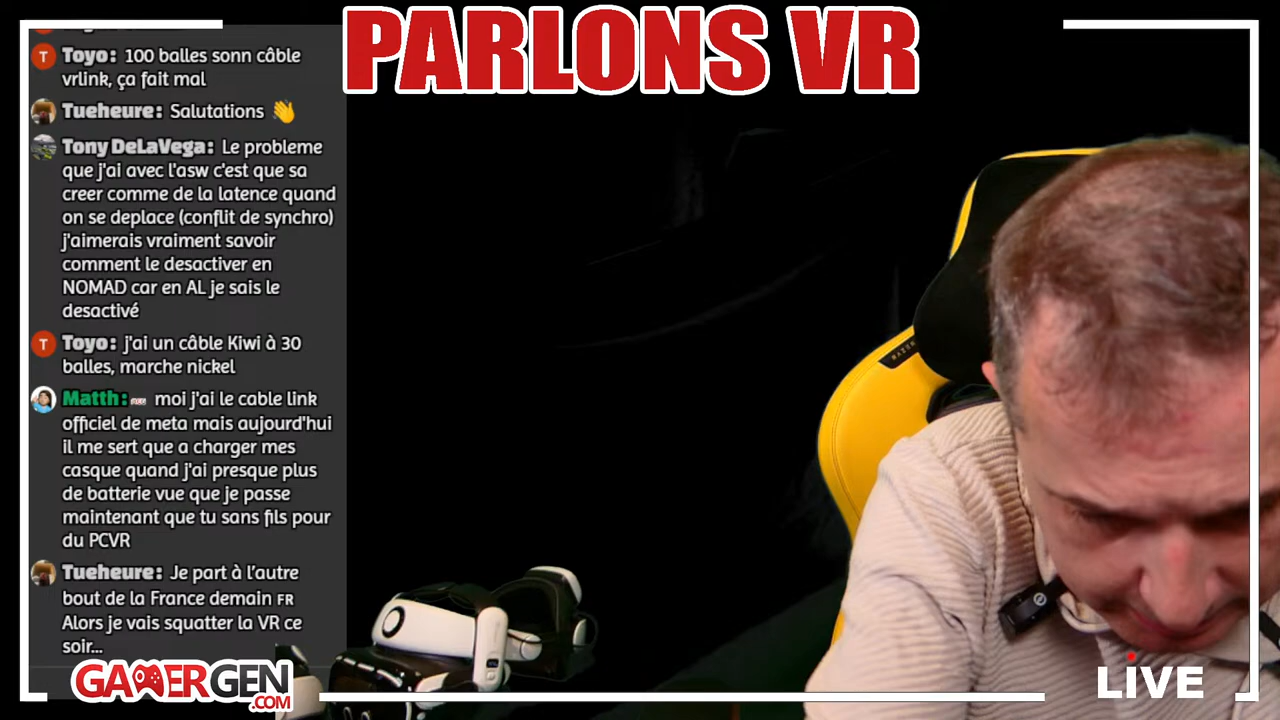 PARLONS VR
Toyo: 100 balles sonn câble
vrlink, ça fait mal
Tueheure: Salutations 👋
Tony DeLaVega: Le probleme
que j'ai avec l'asw c'est que sa
creer comme de la latence quand
on se deplace (conflit de synchro)
j'aimerais vraiment savoir
comment le desactiver en
NOMAD car en AL je sais le
desactivé
Toyo: j'ai un câble Kiwi à 30
balles, marche nickel
Matth: moi j'ai le cable link
officiel de meta mais aujourd'hui
il me sert que a charger mes
casque quand j'ai presque plus
de batterie vue que je passe
maintenant que tu sans fils pour
du PCVR
Tueheure: Je part à l'autre
bout de la France demain FR
Alors je vais squatter la VR ce
soir...
GAMERGEN
.COM
LIVE